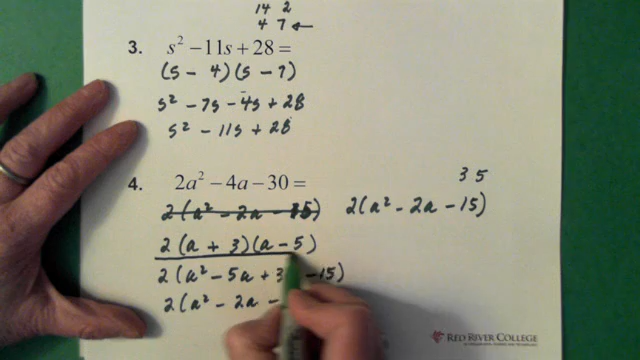 14 2
4 7 ←
3. s² − 11s + 28 =
(s − 4)(s − 7)
s² − 7s − 4s + 28
s² − 11s + 28
3 5
4. 2a² − 4a − 30 =
2(a² − 2a − 15) 2(a² − 2a − 15)
2(a + 3)(a − 5)
2(a² − 5a + 3 − 15)
2(a² − 2a −
RED RIVER COLLEGE